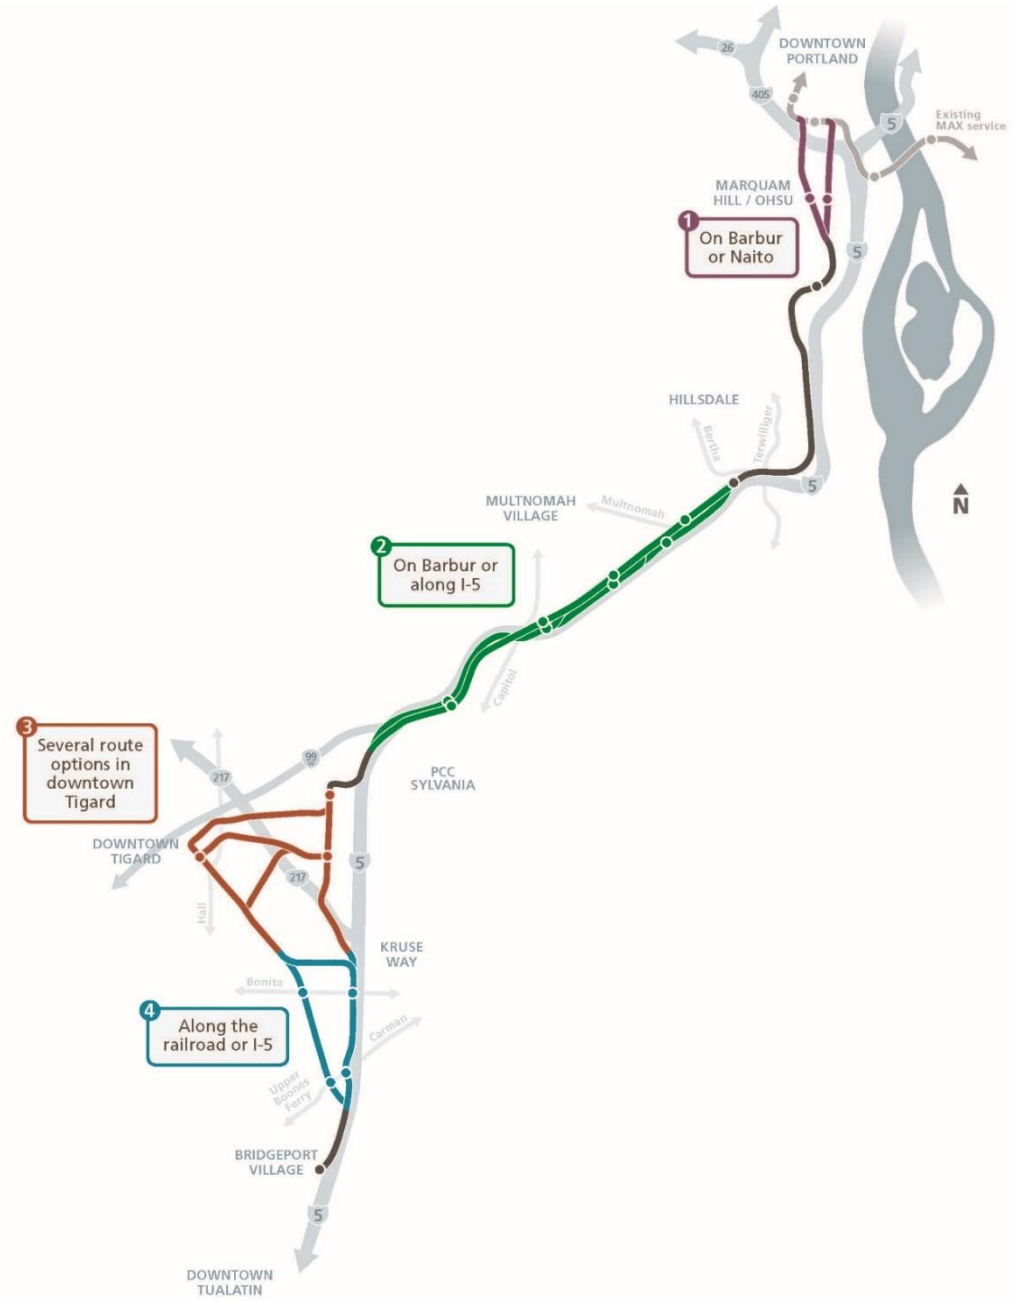 26
DOWNTOWN
PORTLAND
405
5
Existing
MAX service
MARQUAM
HILL / OHSU
1
On Barbur
or Naito
5
HILLSDALE
Bertha
Terwilliger
5
N
MULTNOMAH
VILLAGE
Multnomah
2
On Barbur or
along I-5
Capitol
3
Several route
options in
downtown
Tigard
99
W
217
PCC
SYLVANIA
DOWNTOWN
TIGARD
5
217
Hall
KRUSE
WAY
Bonita
4
Along the
railroad or I-5
Carman
Upper
Boones
Ferry
BRIDGEPORT
VILLAGE
5
DOWNTOWN
TUALATIN